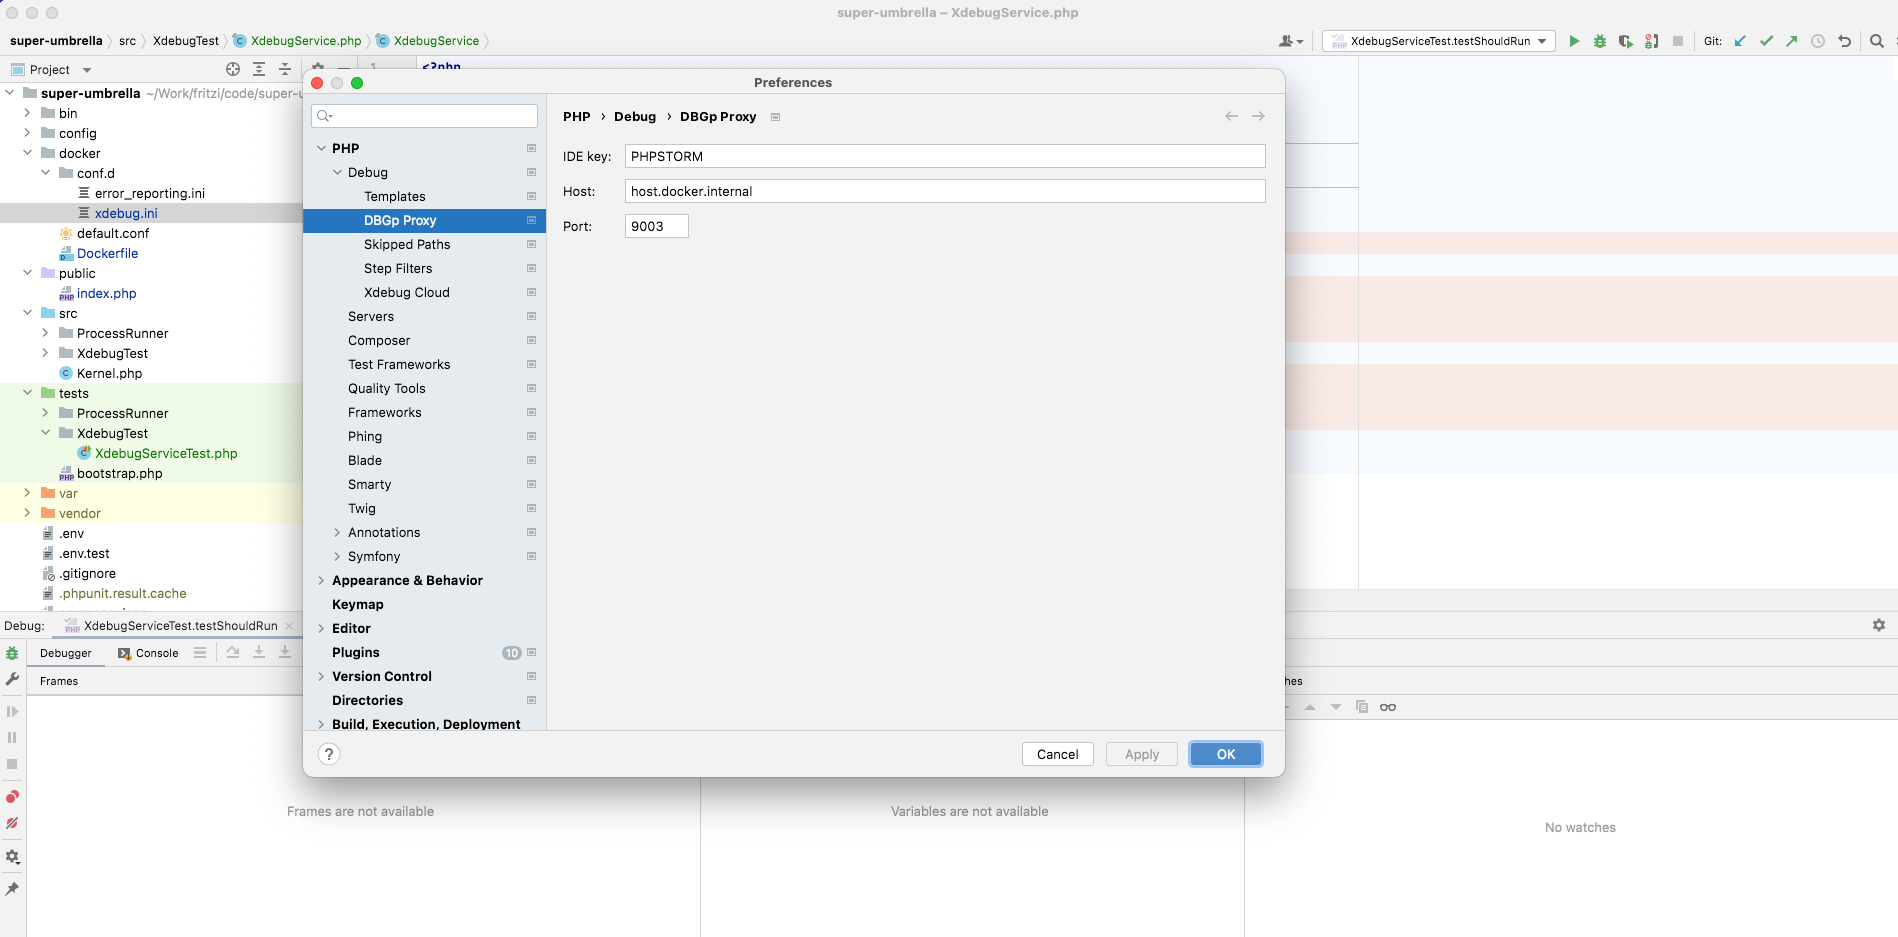 super-umbrella – XdebugService.php
super-umbrella
src
XdebugTest
XdebugService.php
XdebugService
XdebugServiceTest.testShouldRun
Git:
Project
1
<?php
super-umbrella ~/Work/fritzi/code/super-u
bin
config
docker
conf.d
error_reporting.ini
xdebug.ini
default.conf
Dockerfile
public
index.php
src
ProcessRunner
XdebugTest
Kernel.php
tests
ProcessRunner
XdebugTest
XdebugServiceTest.php
bootstrap.php
var
vendor
.env
.env.test
.gitignore
.phpunit.result.cache
Preferences
PHP
Debug
Templates
DBGp Proxy
Skipped Paths
Step Filters
Xdebug Cloud
Servers
Composer
Test Frameworks
Quality Tools
Frameworks
Phing
Blade
Smarty
Twig
Annotations
Symfony
Appearance & Behavior
Keymap
Editor
Plugins 10
Version Control
Directories
Build, Execution, Deployment
PHP › Debug › DBGp Proxy
IDE key: PHPSTORM
Host: host.docker.internal
Port: 9003
?
Cancel
Apply
OK
Debug: XdebugServiceTest.testShouldRun
Debugger
Console
Frames
hes
Frames are not available
Variables are not available
No watches